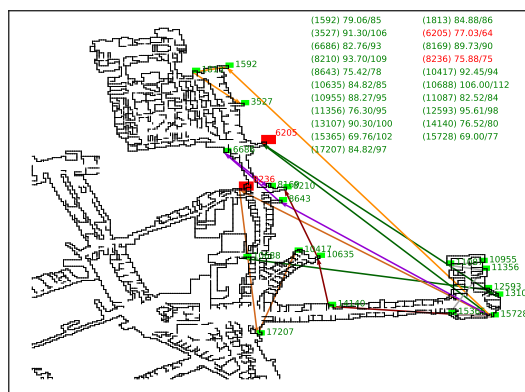 (1592) 79.06/85 (1813) 84.88/86
(3527) 91.30/106 (6205) 77.03/64
(6686) 82.76/93 (8169) 89.73/90
(8210) 93.70/109 (8236) 75.88/75
(8643) 75.42/78 (10417) 92.45/94
(10635) 84.82/85 (10688) 106.00/112
(10955) 88.27/95 (11087) 82.52/84
(11356) 76.30/95 (12593) 95.61/98
(13107) 90.30/100 (14140) 76.52/80
(15365) 69.76/102 (15728) 69.00/77
(17207) 84.82/97
1592
1813
3527
6205
6686
8236
8169
8210
8643
10417
10635
10688
10955
11356
12593
1310
14140
15728
17207